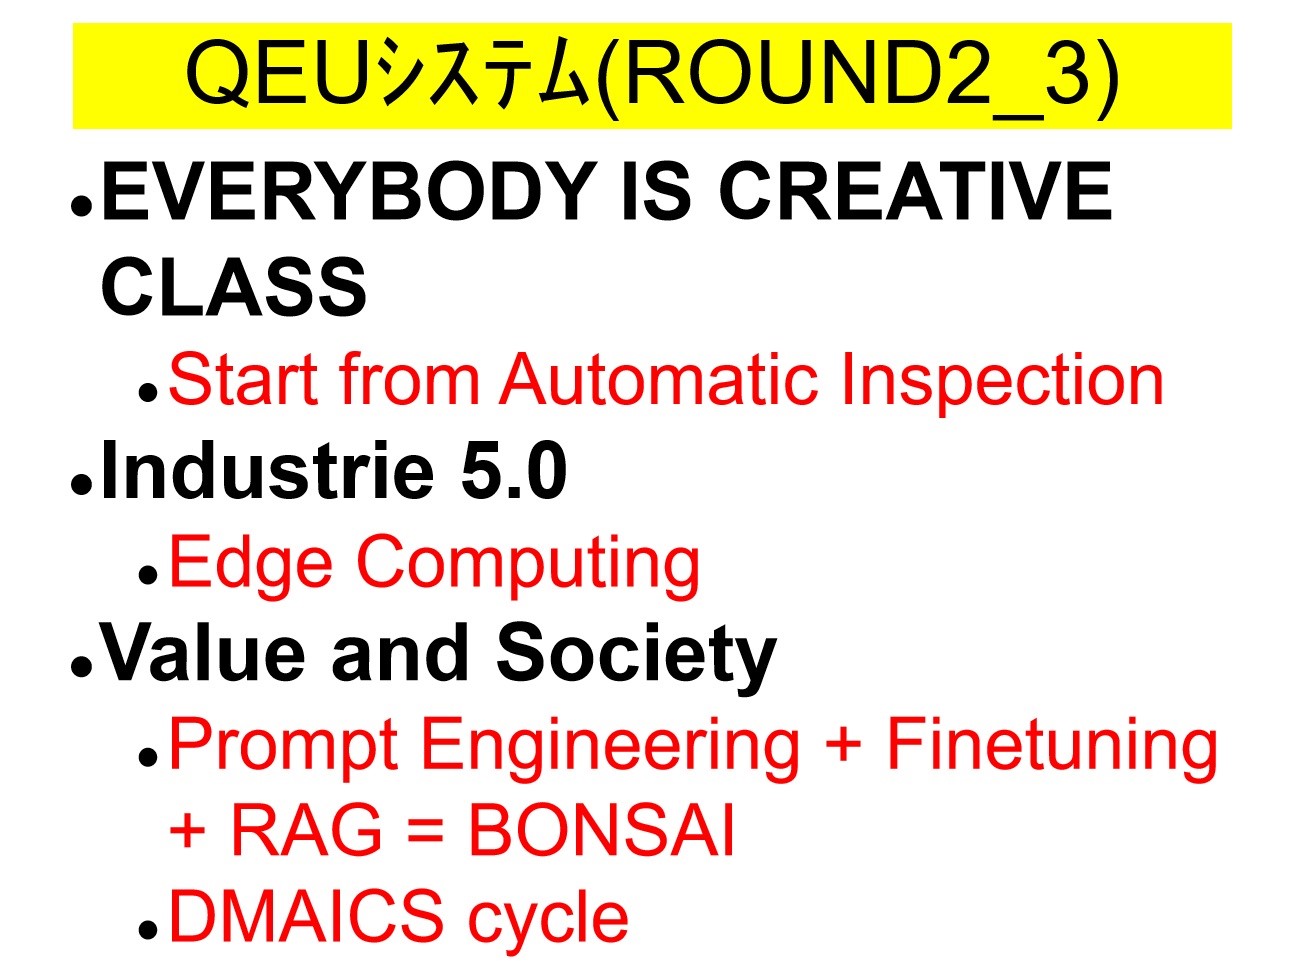 QEUシステム(ROUND2_3)
●EVERYBODY IS CREATIVE
CLASS
●Start from Automatic Inspection
●Industrie 5.0
●Edge Computing
●Value and Society
●Prompt Engineering + Finetuning
+ RAG = BONSAI
●DMAICS cycle